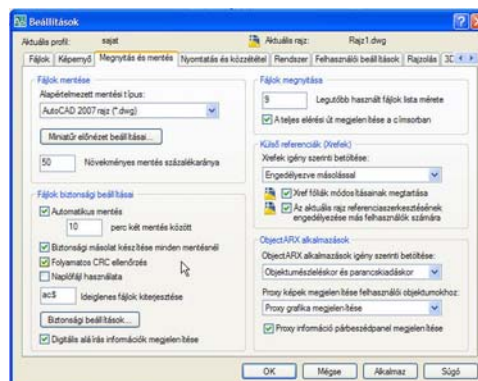 Beállítások
Aktuális profil: sajat Aktuális rajz: Rajz1.dwg
Fájlok Képernyő Megnyitás és mentés Nyomtatás és közzététel Rendszer Felhasználói beállítások Rajzolás 3D
Fájlok mentése
Alapértelmezett mentési típus:
AutoCAD 2007 rajz (*.dwg)
Miniatűr előnézet beállításai...
50 Növekményes mentés százalékaránya
Fájlok biztonsági beállításai
Automatikus mentés
10 perc két mentés között
Biztonsági másolat készítése minden mentésnél
Folyamatos CRC ellenőrzés
Naplófájl használata
ac$ Ideiglenes fájlok kiterjesztése
Biztonsági beállítások...
Digitális aláírás információk megjelenítése
Fájlok megnyitása
9 Legutóbb használt fájlok lista mérete
A teljes elérési út megjelenítése a címsorban
Külső referenciák (Xrefek)
Xrefek igény szerinti betöltése:
Engedélyezve másolással
Xref fóliák módosításainak megtartása
Az aktuális rajz referenciaszerkesztésének
engedélyezése más felhasználók számára
ObjectARX alkalmazások
ObjectARX alkalmazások igény szerinti betöltése:
Objektumészleléskor és parancskiadáskor
Proxy képek megjelenítése felhasználói objektumokhoz:
Proxy grafika megjelenítése
Proxy információ párbeszédpanel megjelenítése
OK Mégse Alkalmaz Súgó